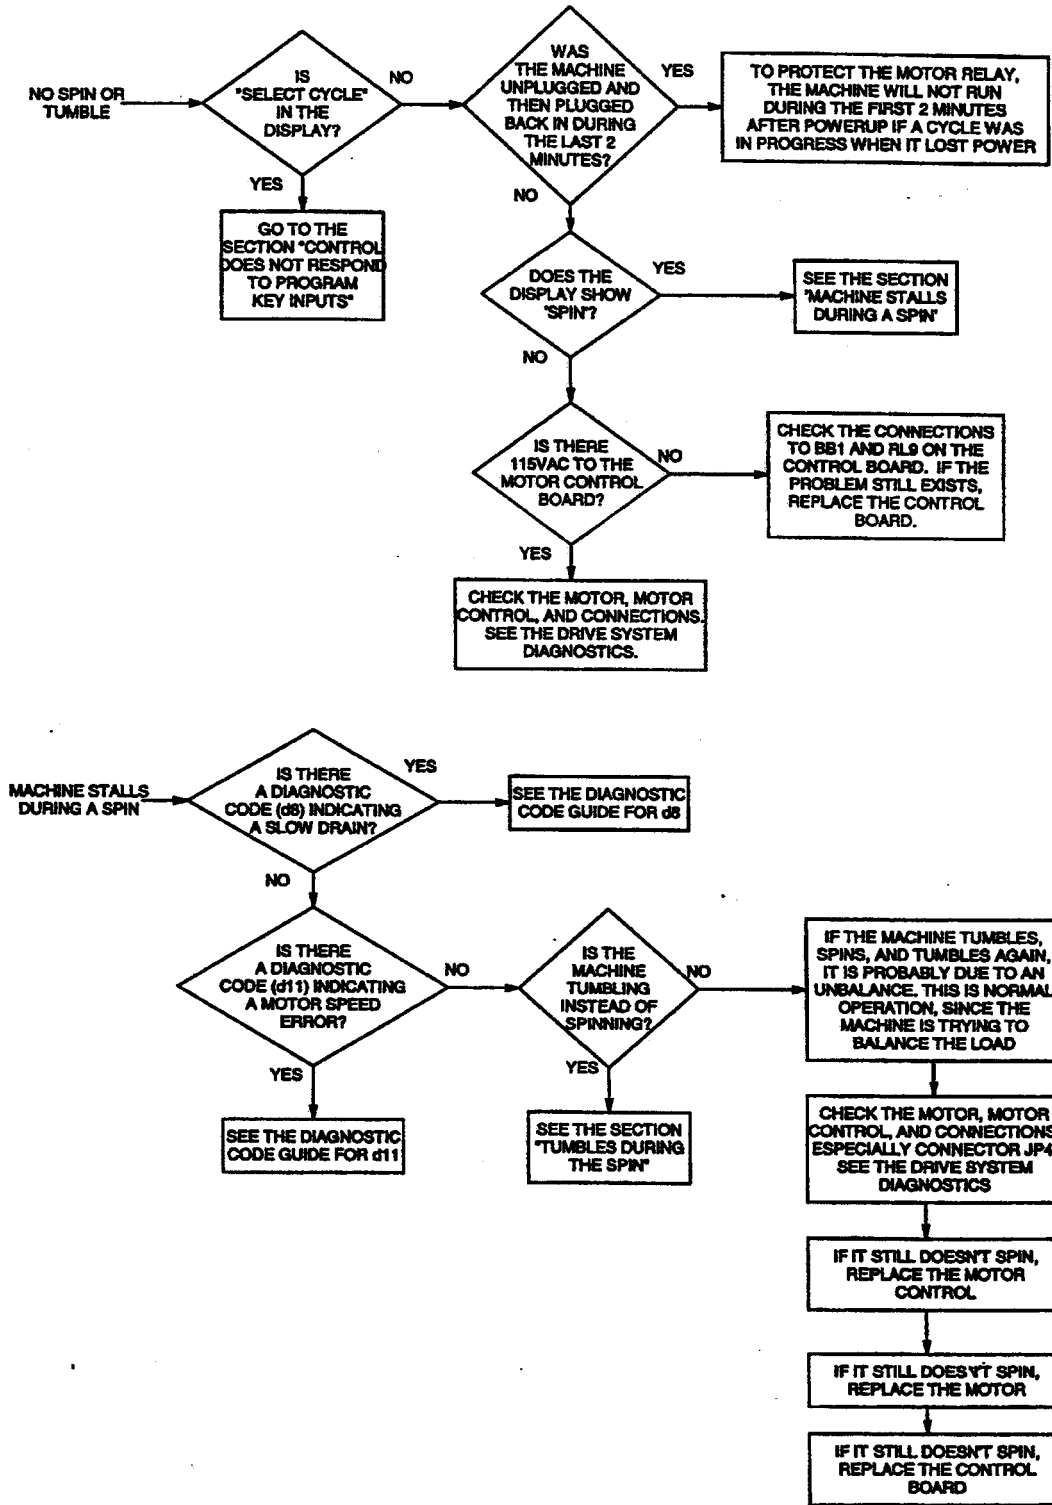 NO SPIN OR
TUMBLE
IS
"SELECT CYCLE"
IN THE
DISPLAY?
NO
YES
GO TO THE
SECTION "CONTROL
DOES NOT RESPOND
TO PROGRAM
KEY INPUTS"
WAS
THE MACHINE
UNPLUGGED AND
THEN PLUGGED
BACK IN DURING
THE LAST 2
MINUTES?
YES
TO PROTECT THE MOTOR RELAY,
THE MACHINE WILL NOT RUN
DURING THE FIRST 2 MINUTES
AFTER POWERUP IF A CYCLE WAS
IN PROGRESS WHEN IT LOST POWER
NO
DOES THE
DISPLAY SHOW
"SPIN"?
YES
SEE THE SECTION
"MACHINE STALLS
DURING A SPIN"
NO
IS THERE
115VAC TO THE
MOTOR CONTROL
BOARD?
NO
CHECK THE CONNECTIONS
TO BB1 AND RL9 ON THE
CONTROL BOARD. IF THE
PROBLEM STILL EXISTS,
REPLACE THE CONTROL
BOARD.
YES
CHECK THE MOTOR, MOTOR
CONTROL, AND CONNECTIONS.
SEE THE DRIVE SYSTEM
DIAGNOSTICS.
MACHINE STALLS
DURING A SPIN
IS THERE
A DIAGNOSTIC
CODE (d8) INDICATING
A SLOW DRAIN?
YES
SEE THE DIAGNOSTIC
CODE GUIDE FOR d8
NO
IS THERE
A DIAGNOSTIC
CODE (d11) INDICATING
A MOTOR SPEED
ERROR?
NO
YES
SEE THE DIAGNOSTIC
CODE GUIDE FOR d11
IS THE
MACHINE
TUMBLING
INSTEAD OF
SPINNING?
NO
YES
SEE THE SECTION
"TUMBLES DURING
THE SPIN"
IF THE MACHINE TUMBLES,
SPINS, AND TUMBLES AGAIN,
IT IS PROBABLY DUE TO AN
UNBALANCE. THIS IS NORMAL
OPERATION, SINCE THE
MACHINE IS TRYING TO
BALANCE THE LOAD
CHECK THE MOTOR, MOTOR
CONTROL, AND CONNECTIONS
ESPECIALLY CONNECTOR JP4
SEE THE DRIVE SYSTEM
DIAGNOSTICS
IF IT STILL DOESN'T SPIN,
REPLACE THE MOTOR
CONTROL
IF IT STILL DOESN'T SPIN,
REPLACE THE MOTOR
IF IT STILL DOESN'T SPIN,
REPLACE THE CONTROL
BOARD